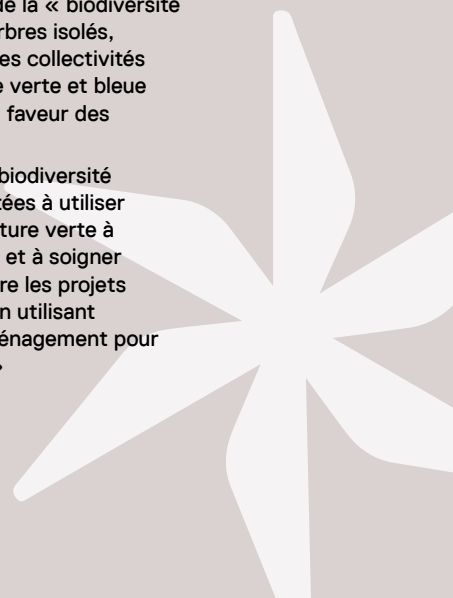 de la « biodiversité
rbres isolés,
es collectivités
e verte et bleue
faveur des
biodiversité
tées à utiliser
ture verte à
et à soigner
re les projets
n utilisant
énagement pour
»